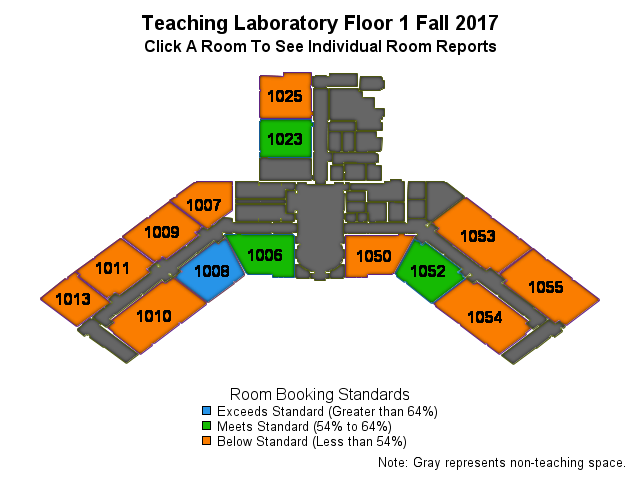 Teaching Laboratory Floor 1 Fall 2017
Click A Room To See Individual Room Reports
1025
1023
1007
1009
1011
1013
1008
1006
1010
1050
1052
1053
1055
1054
Room Booking Standards
Exceeds Standard (Greater than 64%)
Meets Standard (54% to 64%)
Below Standard (Less than 54%)
Note: Gray represents non-teaching space.